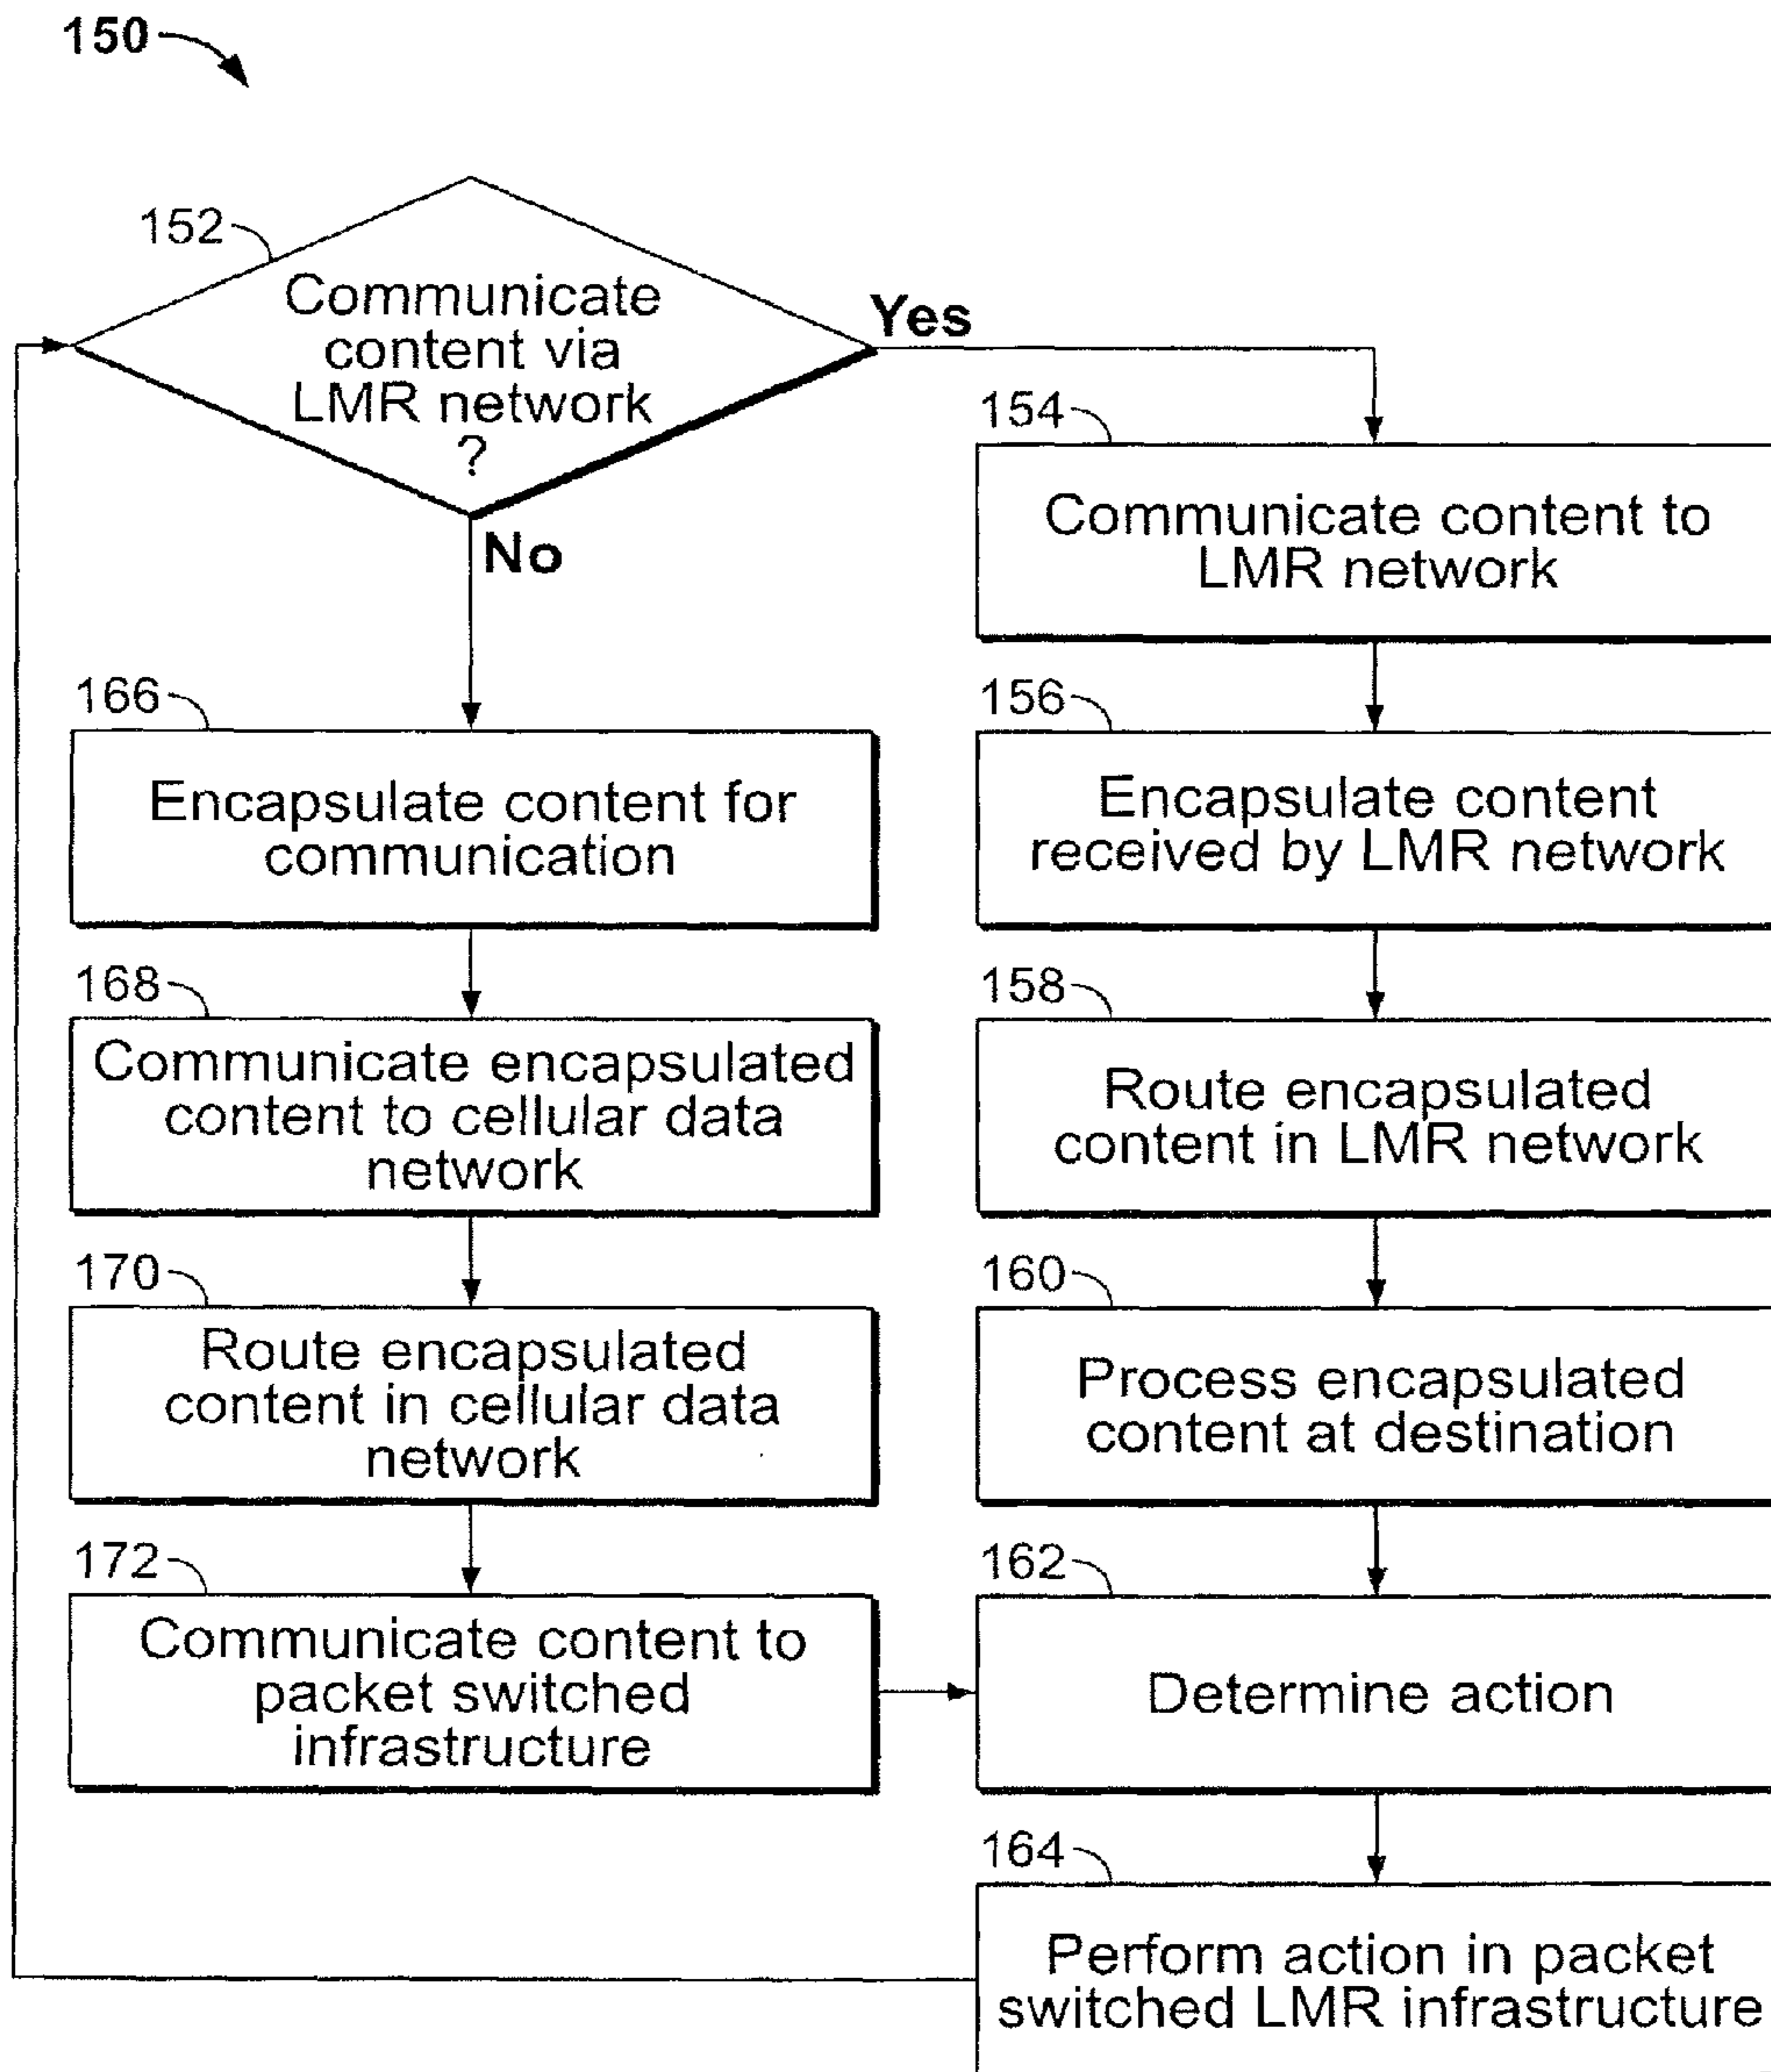 150
152
Communicate
content via
LMR network
?
Yes
No
154
Communicate content to
LMR network
156
Encapsulate content
received by LMR network
158
Route encapsulated
content in LMR network
160
Process encapsulated
content at destination
162
Determine action
164
Perform action in packet
switched LMR infrastructure
166
Encapsulate content for
communication
168
Communicate encapsulated
content to cellular data
network
170
Route encapsulated
content in cellular data
network
172
Communicate content to
packet switched
infrastructure